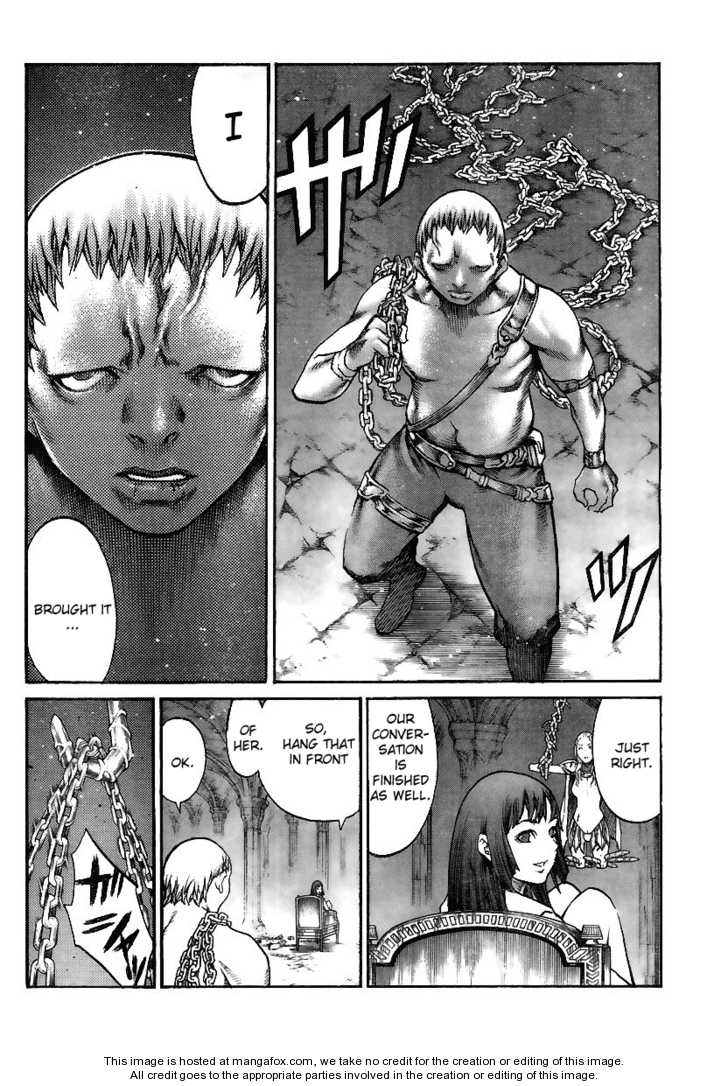 I
BROUGHT IT
...
JUST
RIGHT.
OUR
CONVER-
SATION
IS
FINISHED
AS WELL.
SO,
HANG THAT
IN FRONT
OF
HER.
OK.
This image is hosted at mangafox.com, we take no credit for the creation or editing of this image.
All credit goes to the appropriate parties involved in the creation or editing of this image.